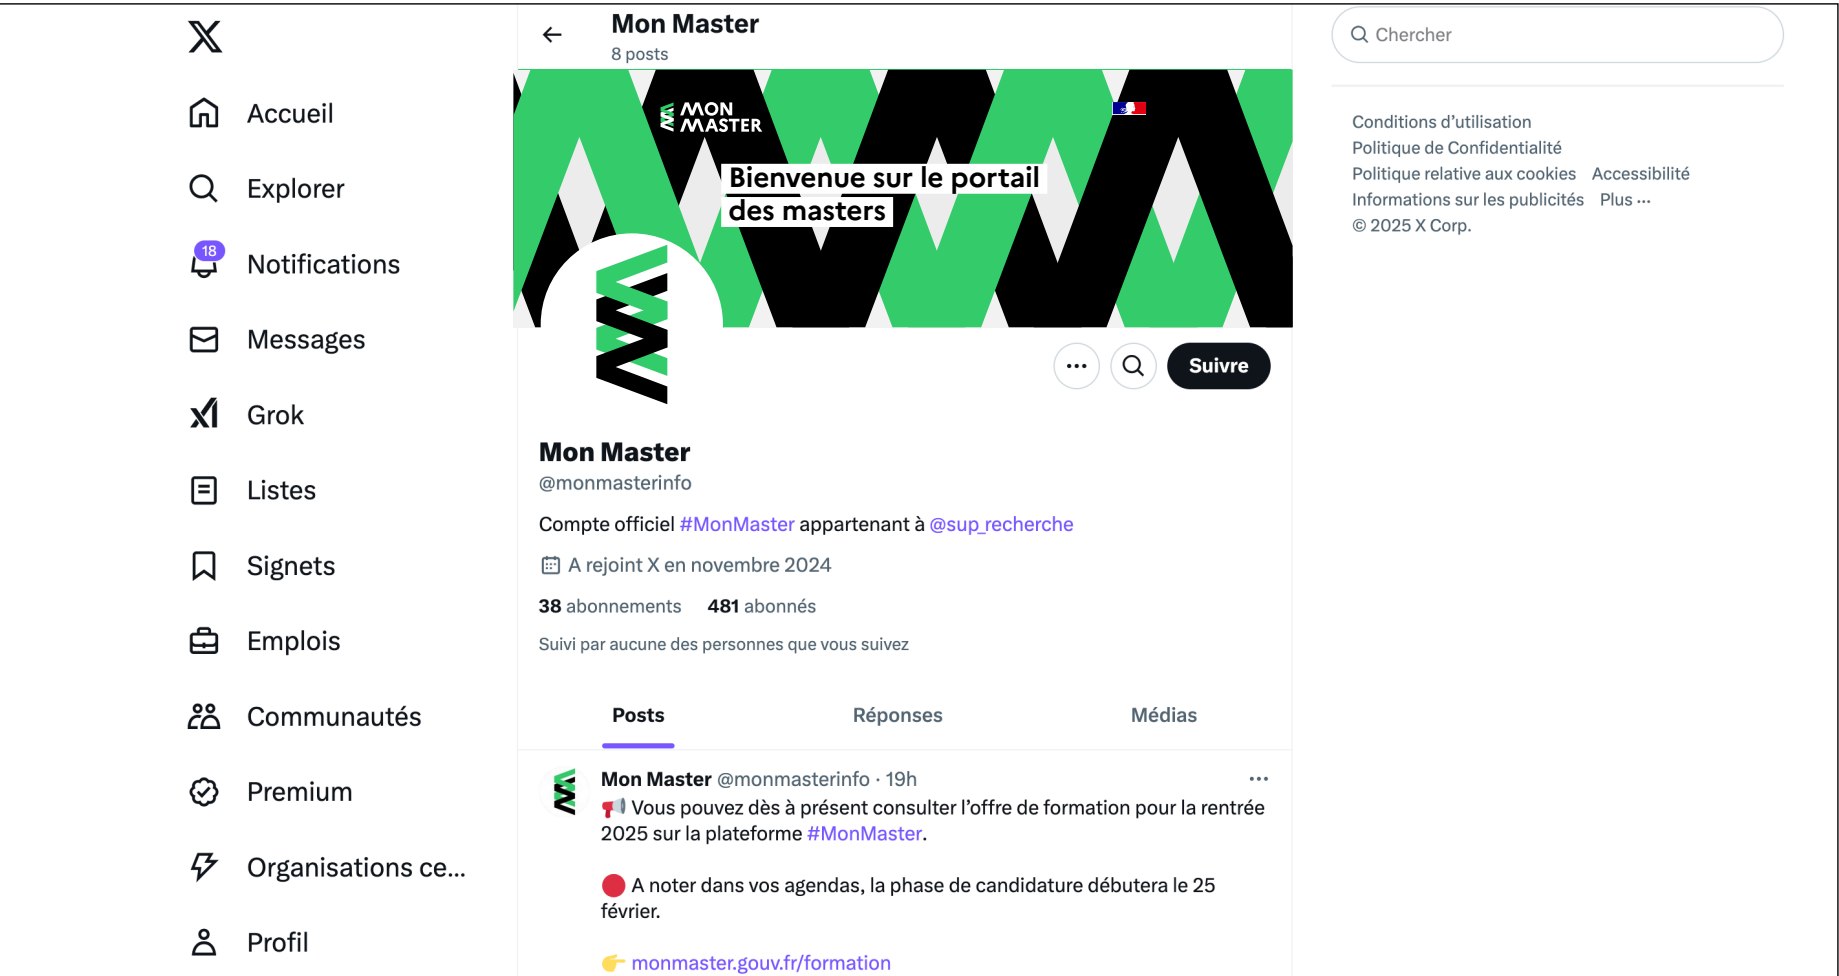 Accueil
Explorer
18
Notifications
Messages
Grok
Listes
Signets
Emplois
Communautés
Premium
Organisations ce...
Profil
Mon Master
8 posts
MON
MASTER
Bienvenue sur le portail
des masters
Suivre
Mon Master
@monmasterinfo
Compte officiel #MonMaster appartenant à @sup_recherche
A rejoint X en novembre 2024
38 abonnements 481 abonnés
Suivi par aucune des personnes que vous suivez
Posts Réponses Médias
Mon Master @monmasterinfo · 19h
📢 Vous pouvez dès à présent consulter l’offre de formation pour la rentrée
2025 sur la plateforme #MonMaster.
🔴 A noter dans vos agendas, la phase de candidature débutera le 25
février.
👉 monmaster.gouv.fr/formation
Chercher
Conditions d’utilisation
Politique de Confidentialité
Politique relative aux cookies Accessibilité
Informations sur les publicités Plus ...
© 2025 X Corp.